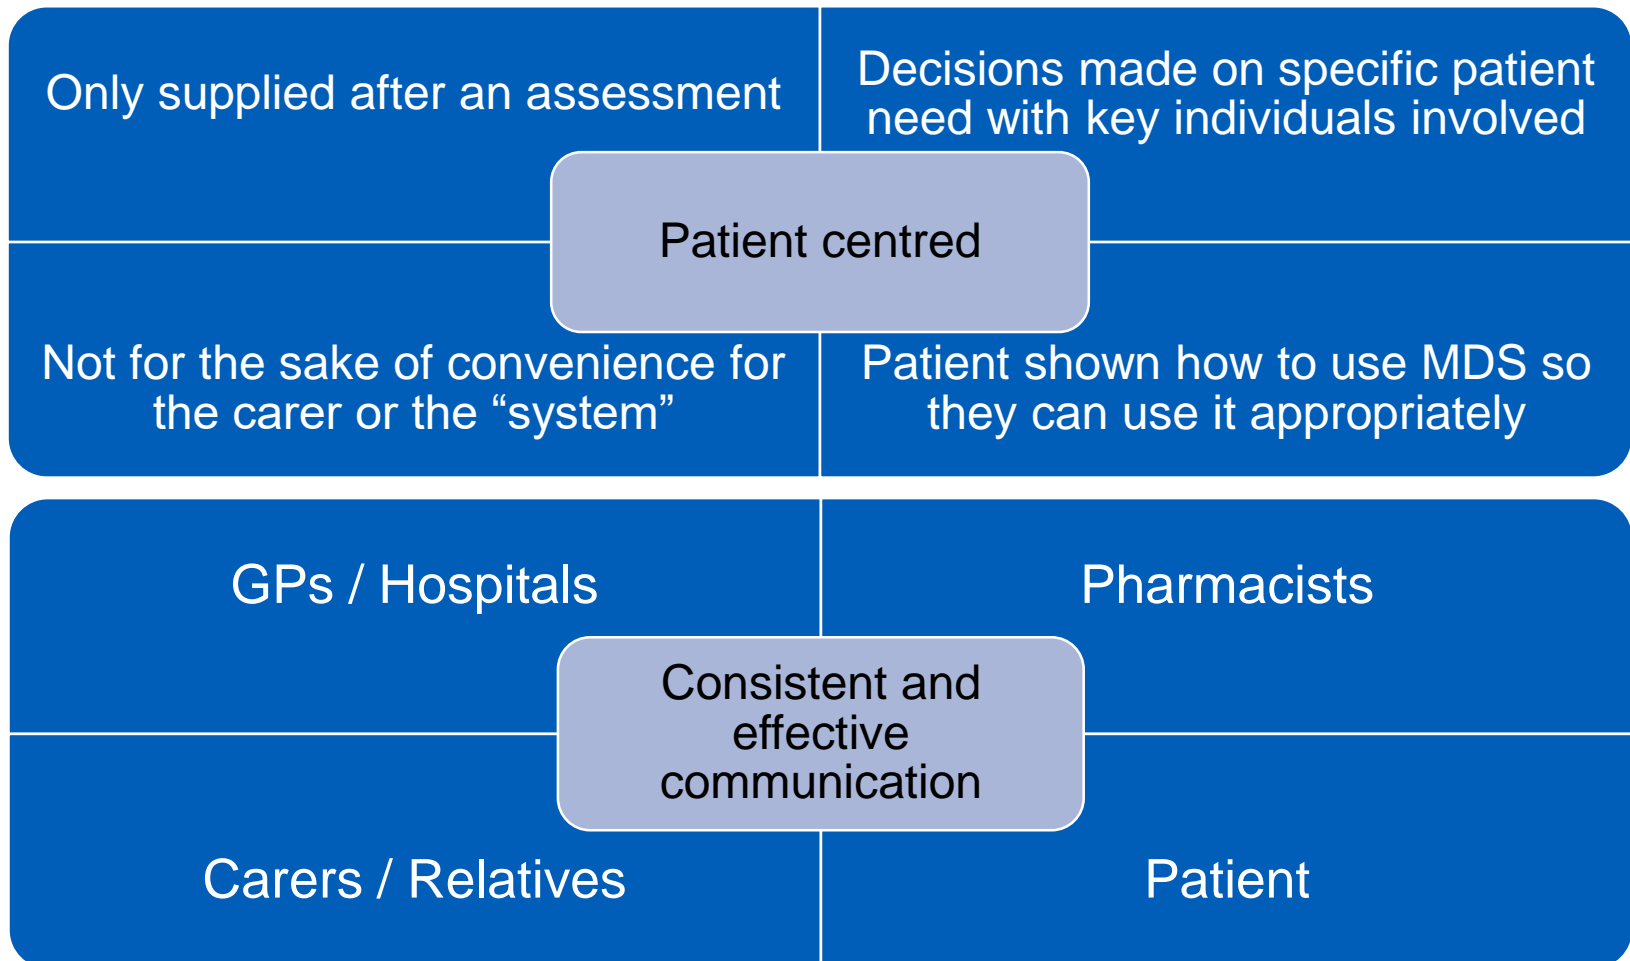 Only supplied after an assessment
Decisions made on specific patient
need with key individuals involved
Patient centred
Not for the sake of convenience for
the carer or the “system”
Patient shown how to use MDS so
they can use it appropriately
GPs / Hospitals
Pharmacists
Consistent and
effective
communication
Carers / Relatives
Patient